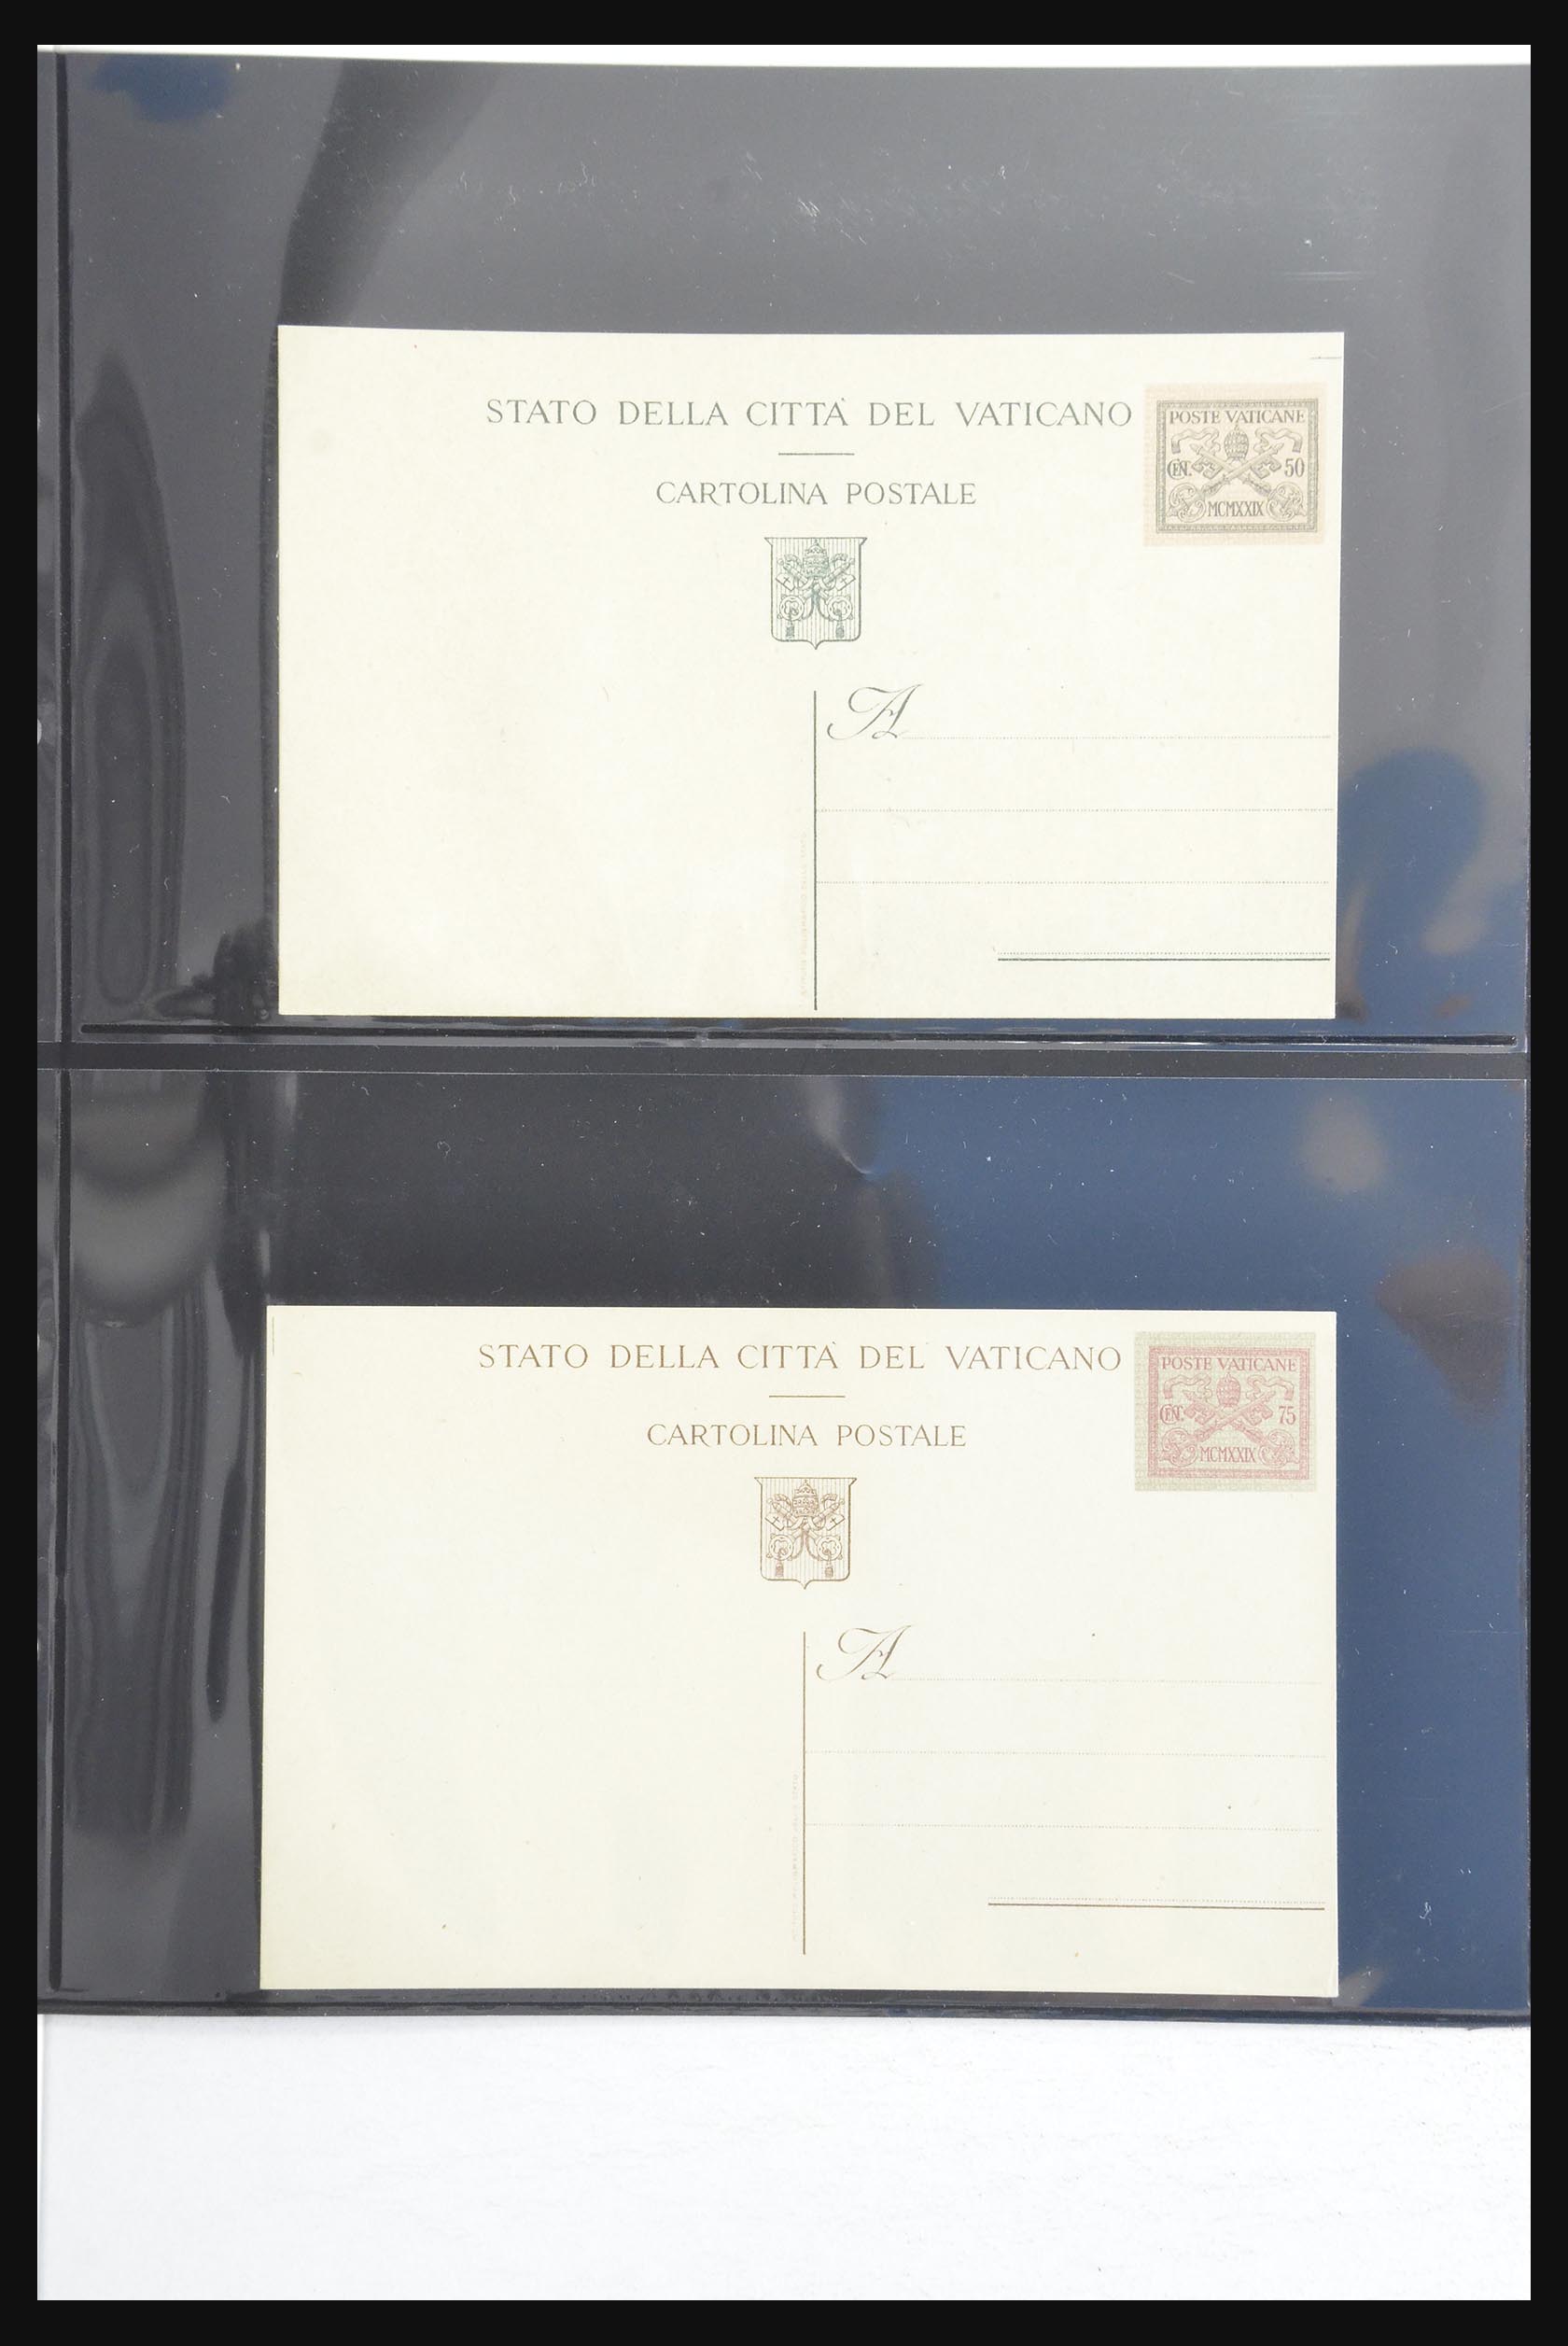 STATO DELLA CITTÀ DEL VATICANO
CARTOLINA POSTALE
POSTE VATICANE
CEN. 50
MCMXXIX
A
STATO DELLA CITTÀ DEL VATICANO
CARTOLINA POSTALE
POSTE VATICANE
CEN. 75
MCMXXIX
A